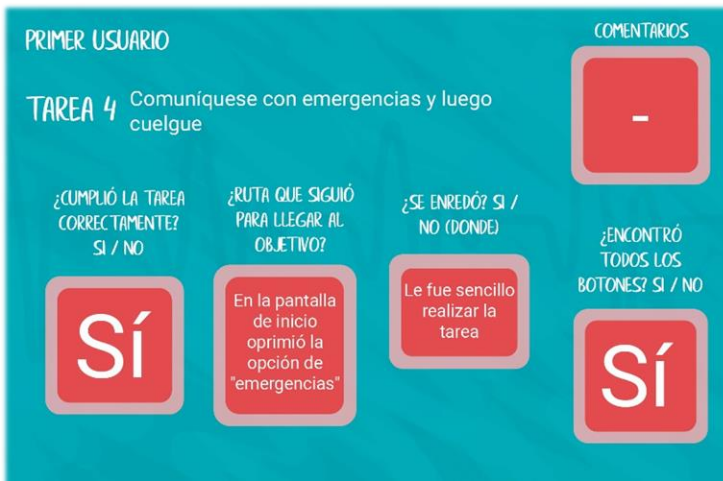 PRIMER USUARIO
COMENTARIOS
-
TAREA 4
Comuníquese con emergencias y luego
cuelgue
¿CUMPLIÓ LA TAREA
CORRECTAMENTE?
SI / NO
Sí
¿RUTA QUE SIGUIÓ
PARA LLEGAR AL
OBJETIVO?
En la pantalla
de inicio
oprimió la
opción de
"emergencias"
¿SE ENREDÓ? SI /
NO (DONDE)
Le fue sencillo
realizar la
tarea
¿ENCONTRÓ
TODOS LOS
BOTONES? SI / NO
Sí